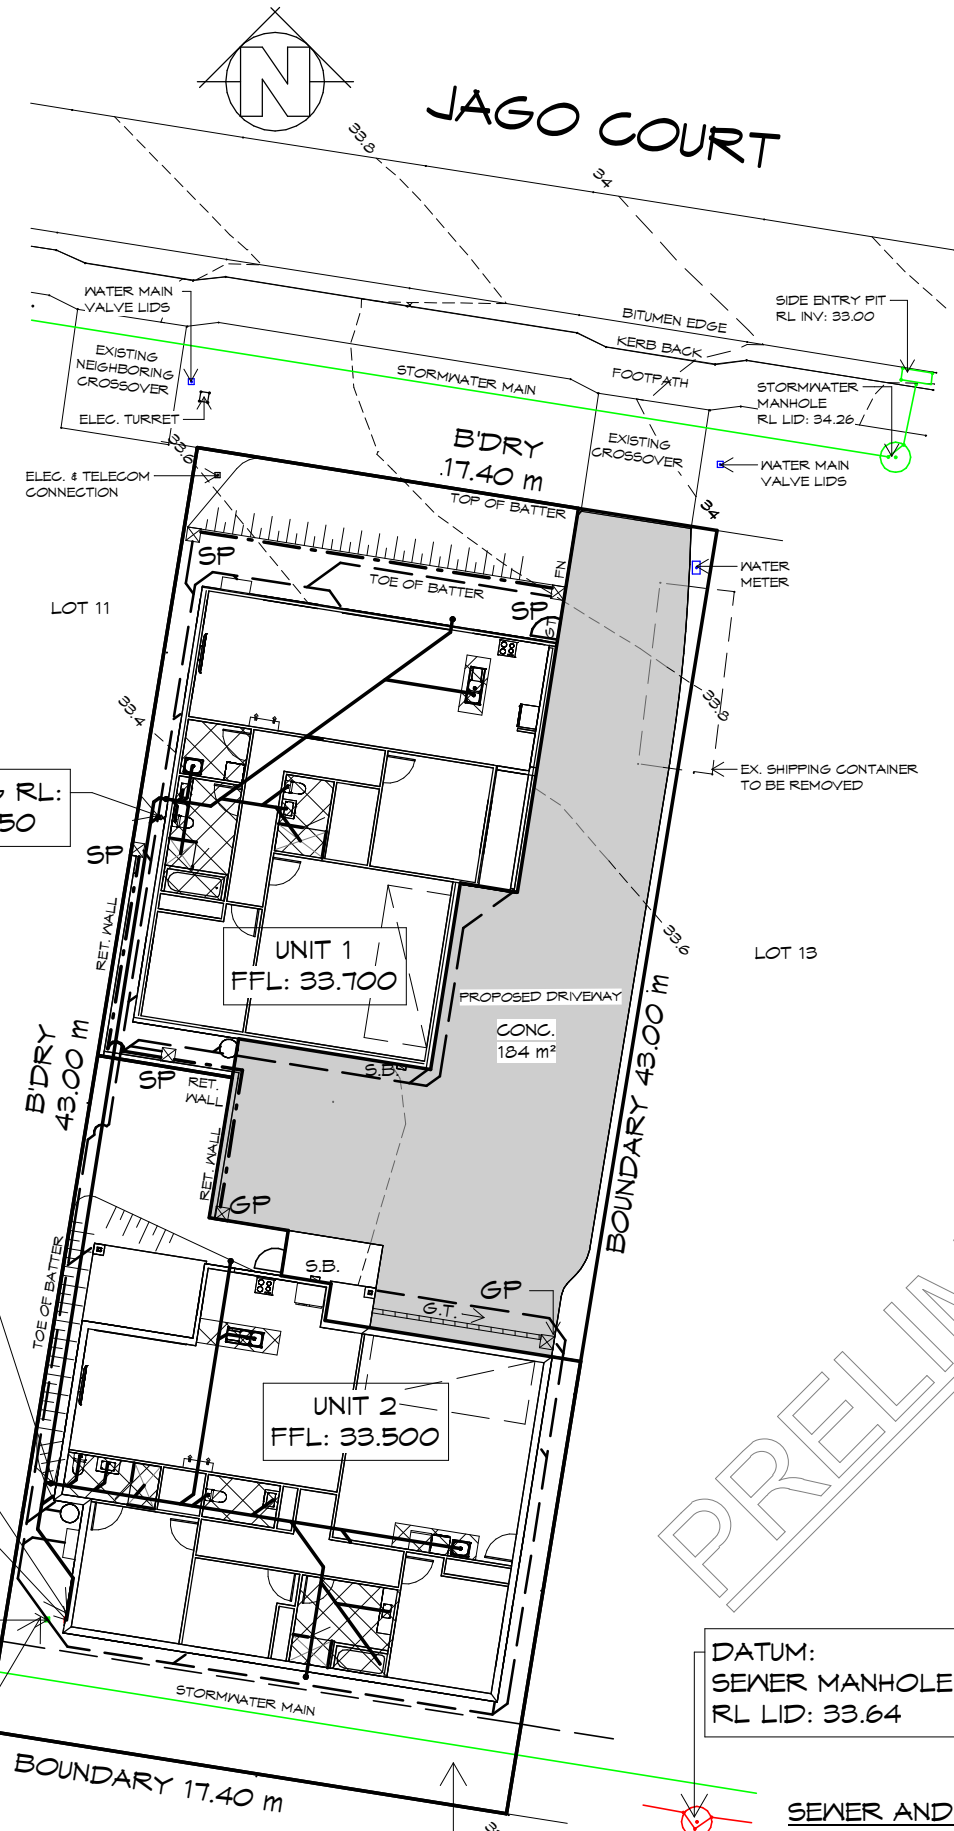 N
JAGO COURT
33.8
34
WATER MAIN
VALVE LIDS
BITUMEN EDGE
SIDE ENTRY PIT
RL INV: 33.00
KERB BACK
EXISTING
NEIGHBORING
CROSSOVER
STORMWATER MAIN
FOOTPATH
STORMWATER
MANHOLE
RL LID: 34.26
ELEC. TURRET
33.6
B'DRY
17.40 m
EXISTING
CROSSOVER
ELEC. & TELECOM
CONNECTION
WATER MAIN
VALVE LIDS
TOP OF BATTER
34
SP
FN
WATER
METER
TOE OF BATTER
LOT 11
SP
GT
33.4
33.8
EX. SHIPPING CONTAINER
TO BE REMOVED
RL:
50
SP
RET. WALL
UNIT 1
FFL: 33.700
33.6
LOT 13
PROPOSED DRIVEWAY
CONC.
184 m²
B'DRY
43.00 m
BOUNDARY 43.00 m
S.B.
SP
RET.
WALL
RET. WALL
GP
TOE OF BATTER
S.B.
GP
G.T.
PRELIM
UNIT 2
FFL: 33.500
DATUM:
SEWER MANHOLE
RL LID: 33.64
STORMWATER MAIN
BOUNDARY 17.40 m
SEWER AND